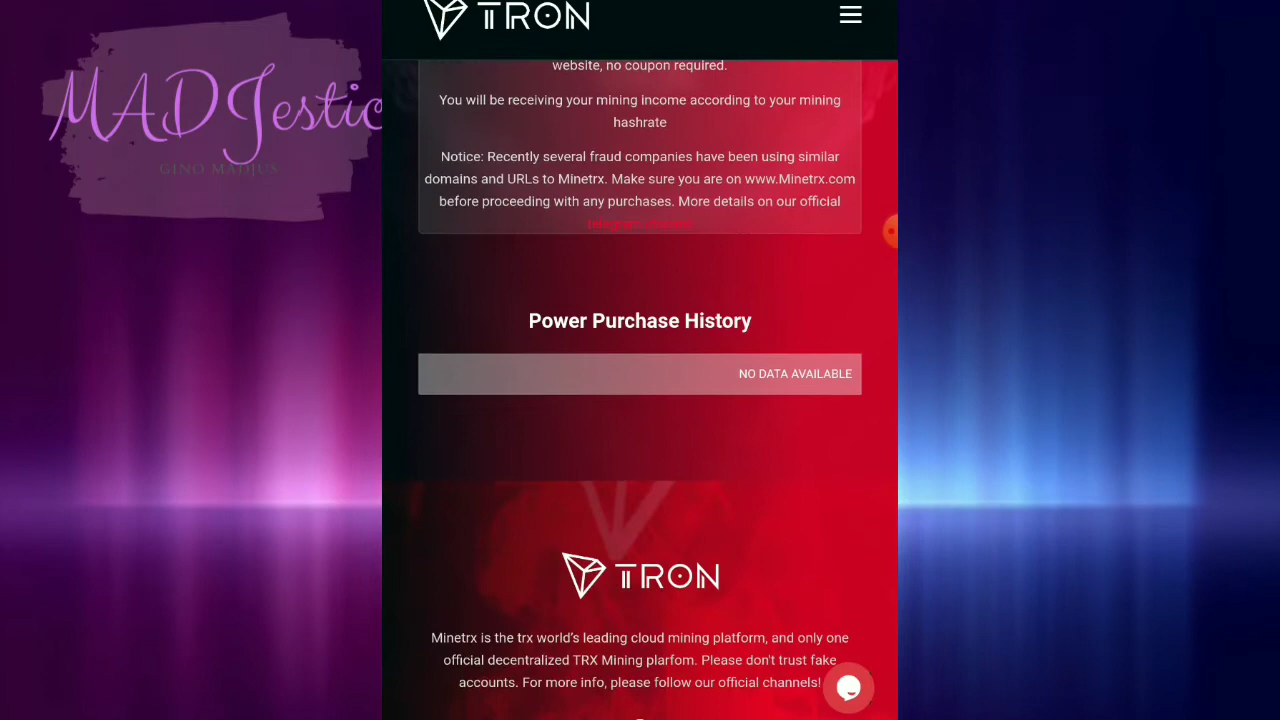 MADJestic
GINO MADJUS
TRON
website, no coupon required.
You will be receiving your mining income according to your mining
hashrate
Notice: Recently several fraud companies have been using similar
domains and URLs to Minetrx. Make sure you are on www.Minetrx.com
before proceeding with any purchases. More details on our official
telegram channel
Power Purchase History
NO DATA AVAILABLE
TRON
Minetrx is the trx world's leading cloud mining platform, and only one
official decentralized TRX Mining plarfom. Please don't trust fake
accounts. For more info, please follow our official channels!